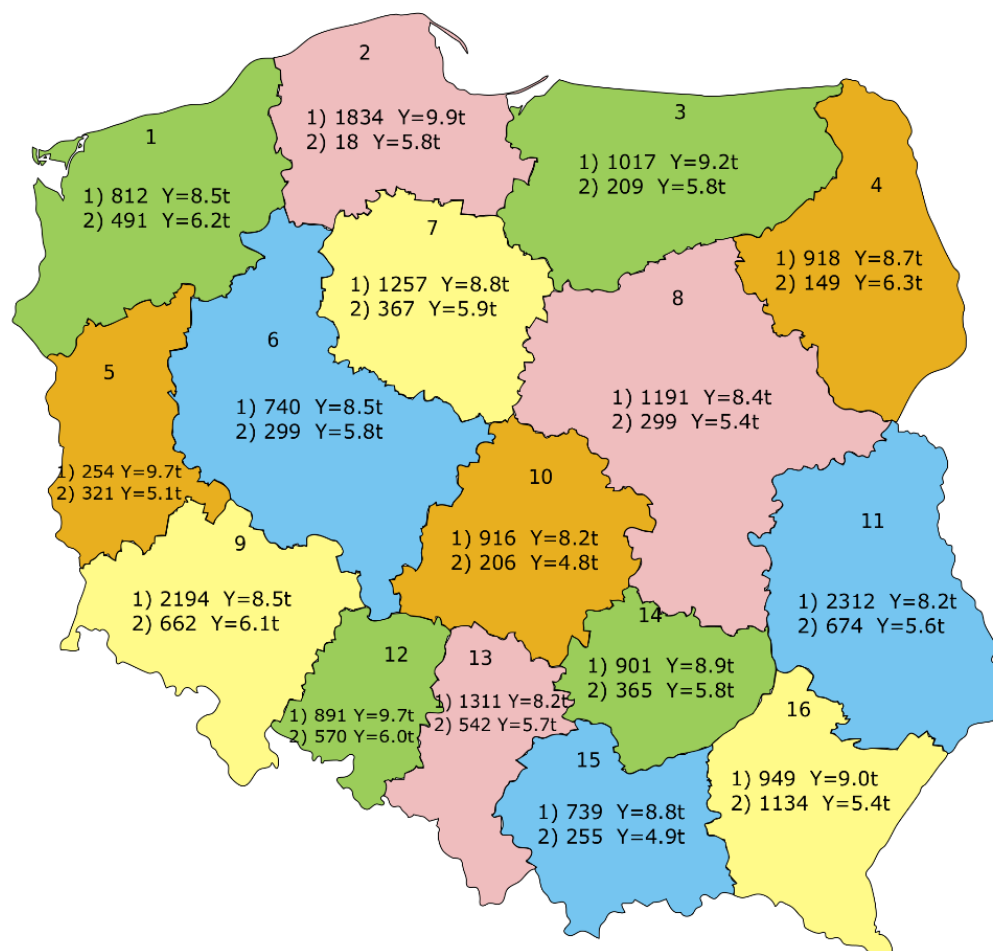 1
1) 812 Y=8.5t
2) 491 Y=6.2t
2
1) 1834 Y=9.9t
2) 18 Y=5.8t
3
1) 1017 Y=9.2t
2) 209 Y=5.8t
4
1) 918 Y=8.7t
2) 149 Y=6.3t
5
1) 254 Y=9.7t
2) 321 Y=5.1t
6
1) 740 Y=8.5t
2) 299 Y=5.8t
7
1) 1257 Y=8.8t
2) 367 Y=5.9t
8
1) 1191 Y=8.4t
2) 299 Y=5.4t
9
1) 2194 Y=8.5t
2) 662 Y=6.1t
10
1) 916 Y=8.2t
2) 206 Y=4.8t
11
1) 2312 Y=8.2t
2) 674 Y=5.6t
12
1) 891 Y=9.7t
2) 570 Y=6.0t
13
1) 1311 Y=8.2t
2) 542 Y=5.7t
14
1) 901 Y=8.9t
2) 365 Y=5.8t
15
1) 739 Y=8.8t
2) 255 Y=4.9t
16
1) 949 Y=9.0t
2) 1134 Y=5.4t